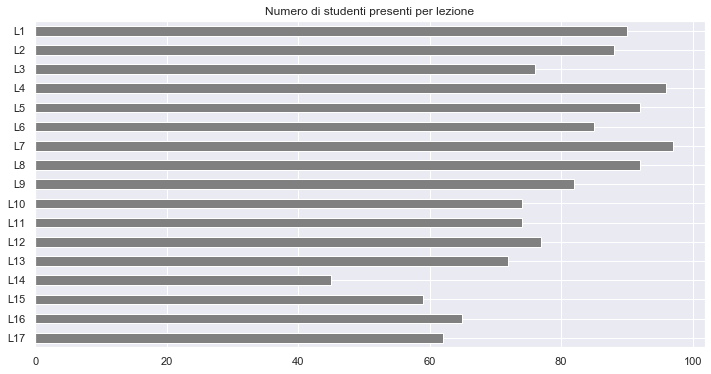 Numero di studenti presenti per lezione
L1
L2
L3
L4
L5
L6
L7
L8
L9
L10
L11
L12
L13
L14
L15
L16
L17
0 20 40 60 80 100